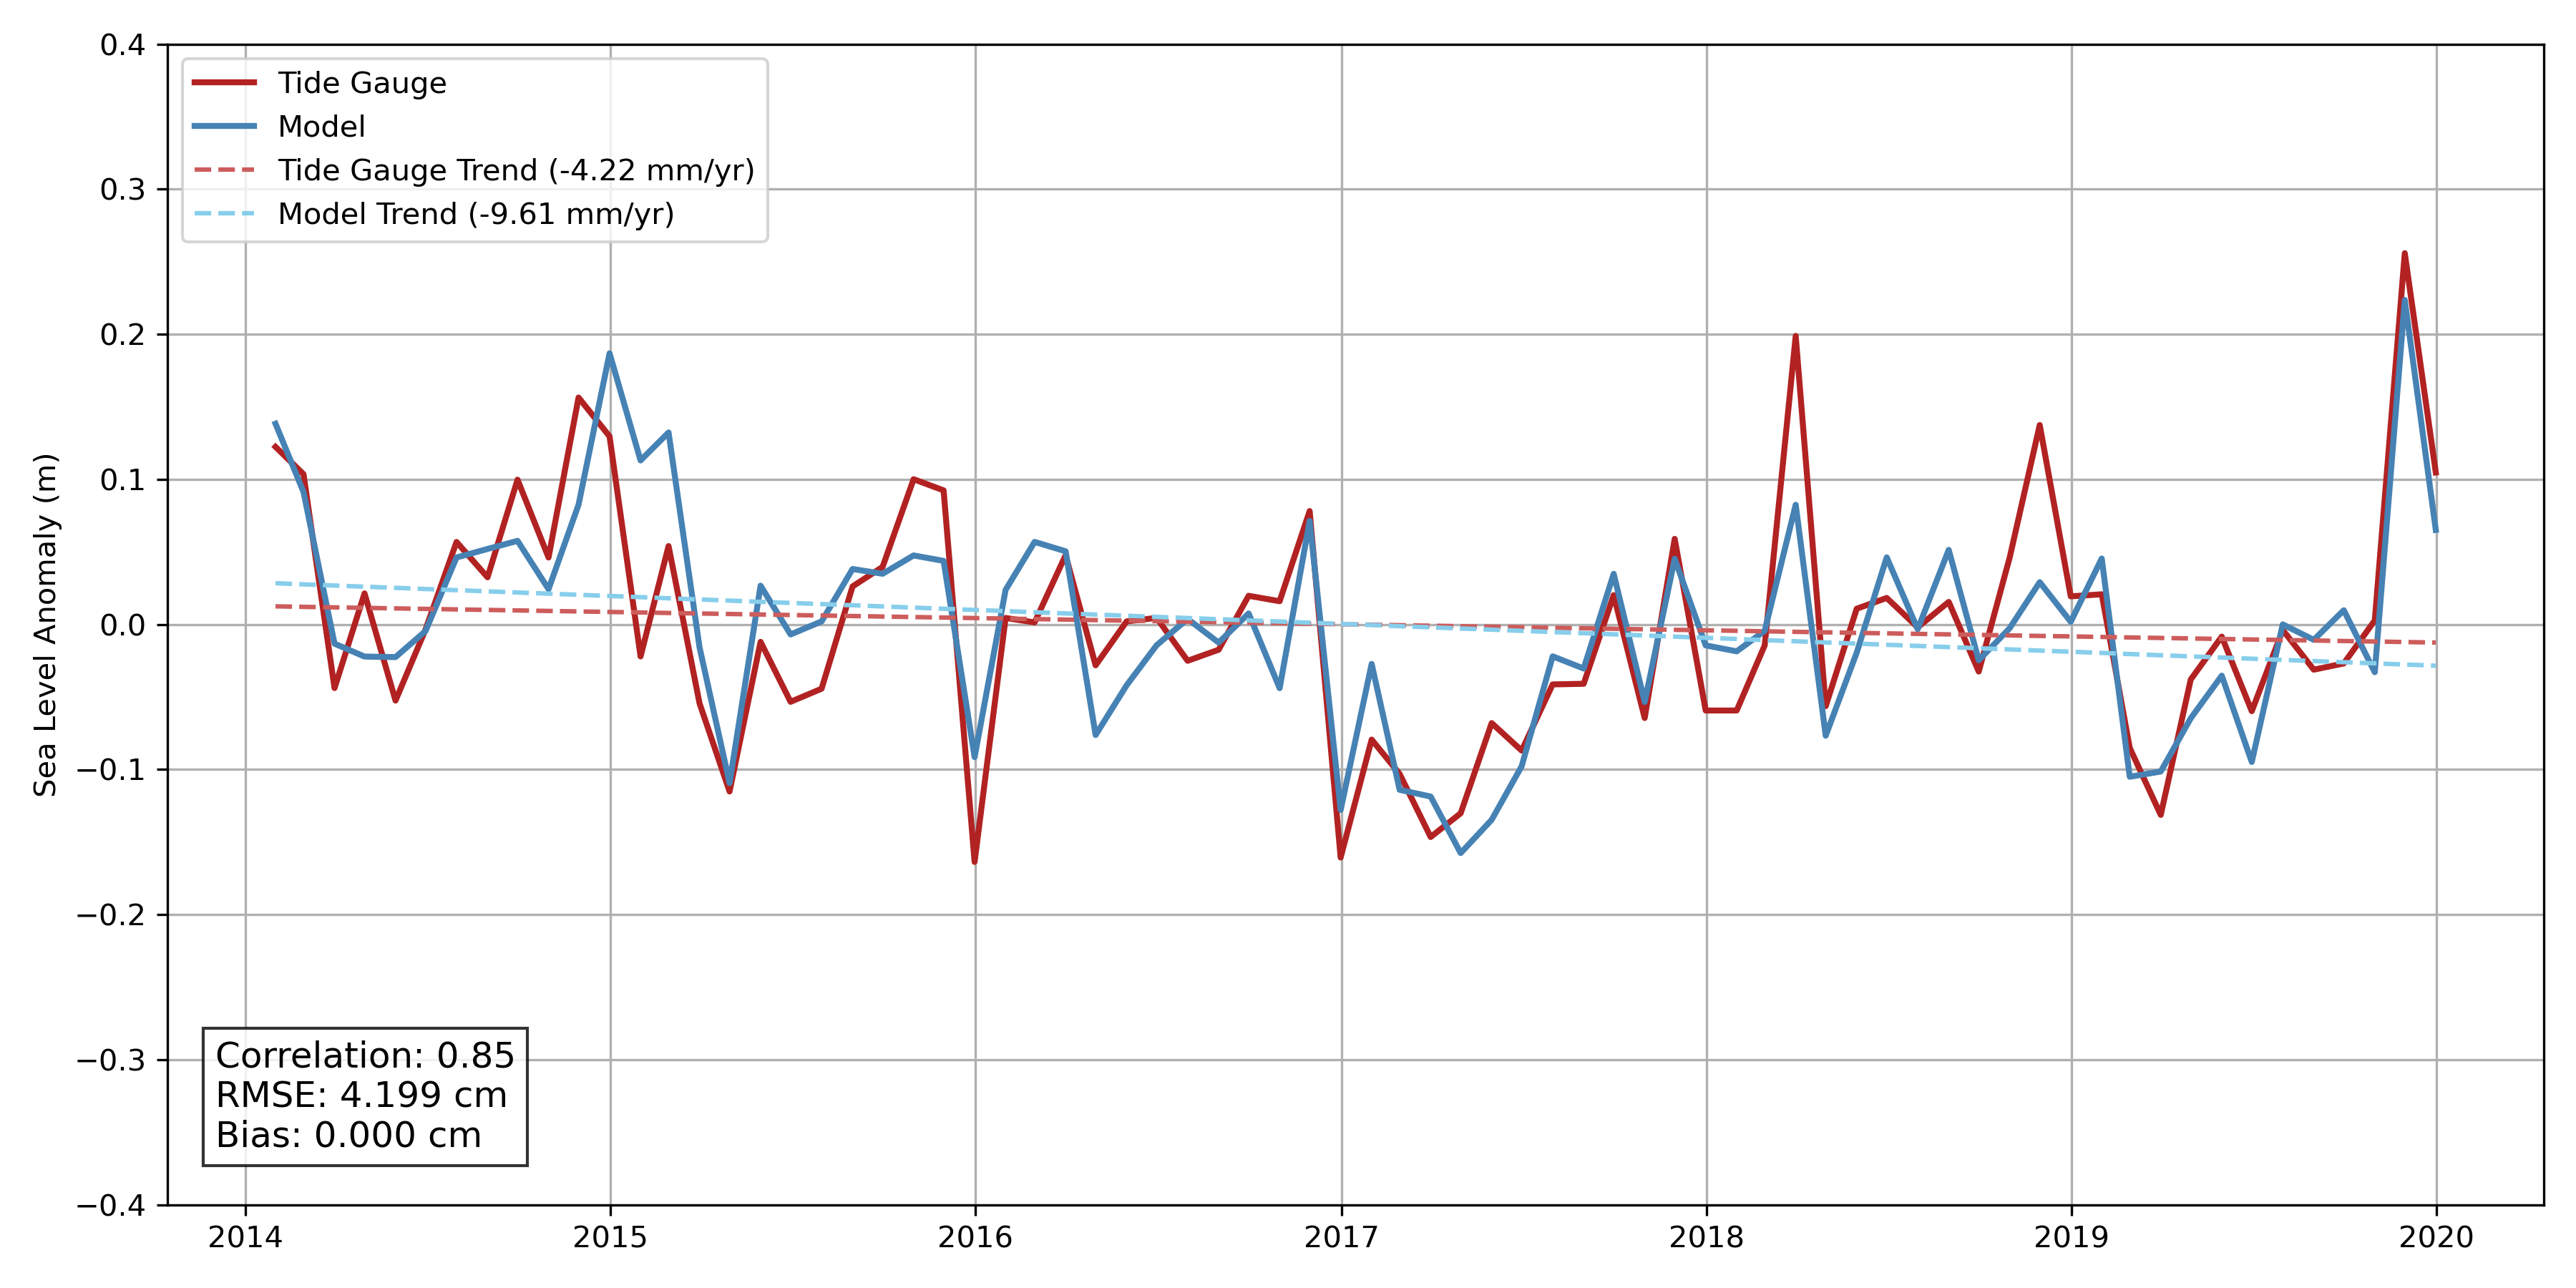 Tide Gauge
Model
Tide Gauge Trend (-4.22 mm/yr)
Model Trend (-9.61 mm/yr)
Sea Level Anomaly (m)
0.4
0.3
0.2
0.1
0.0
−0.1
−0.2
−0.3
−0.4
Correlation: 0.85
RMSE: 4.199 cm
Bias: 0.000 cm
2014
2015
2016
2017
2018
2019
2020